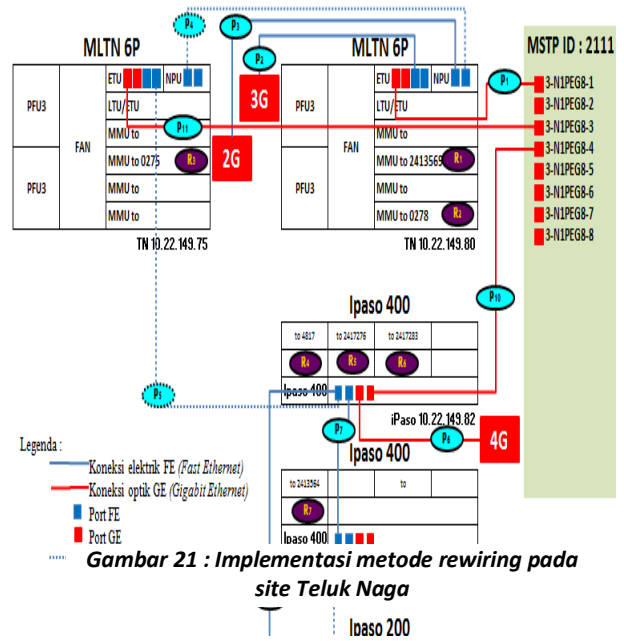 P4
P3
P2
MLTN 6P
MLTN 6P
MSTP ID : 2111
PFU3
PFU3
FAN
ETU
NPU
LTU/ETU
MMU to
MMU to 0275
R3
MMU to
MMU to
P11
TN 10.22.149.75
3G
2G
PFU3
PFU3
FAN
ETU
NPU
LTU/ETU
MMU to
MMU to 2413569
R1
MMU to
MMU to 0278
R2
TN 10.22.149.80
P1
3-N1PEG8-1
3-N1PEG8-2
3-N1PEG8-3
3-N1PEG8-4
3-N1PEG8-5
3-N1PEG8-6
3-N1PEG8-7
3-N1PEG8-8
P10
Ipaso 400
to 4817
to 2417276
to 2417283
R4
R5
R6
Ipaso 400
P5
iPaso 10.22.149.82
P7
4G
Ipaso 400
to 2413564
to
R7
Ipaso 400
Legenda :
Koneksi elektrik FE (Fast Ethernet)
Koneksi optik GE (Gigabit Ethernet)
Port FE
Port GE
Gambar 21 : Implementasi metode rewiring pada
site Teluk Naga
Ipaso 200